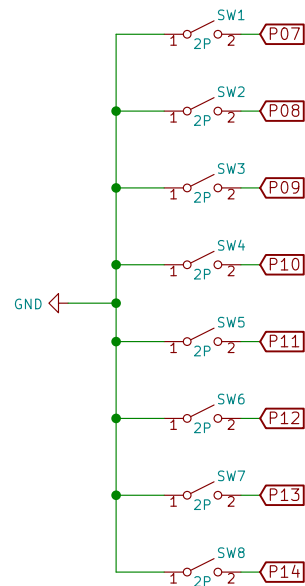 SW1
1 2P 2 P07
SW2
1 2P 2 P08
SW3
1 2P 2 P09
SW4
1 2P 2 P10
GND
SW5
1 2P 2 P11
SW6
1 2P 2 P12
SW7
1 2P 2 P13
SW8
1 2P 2 P14